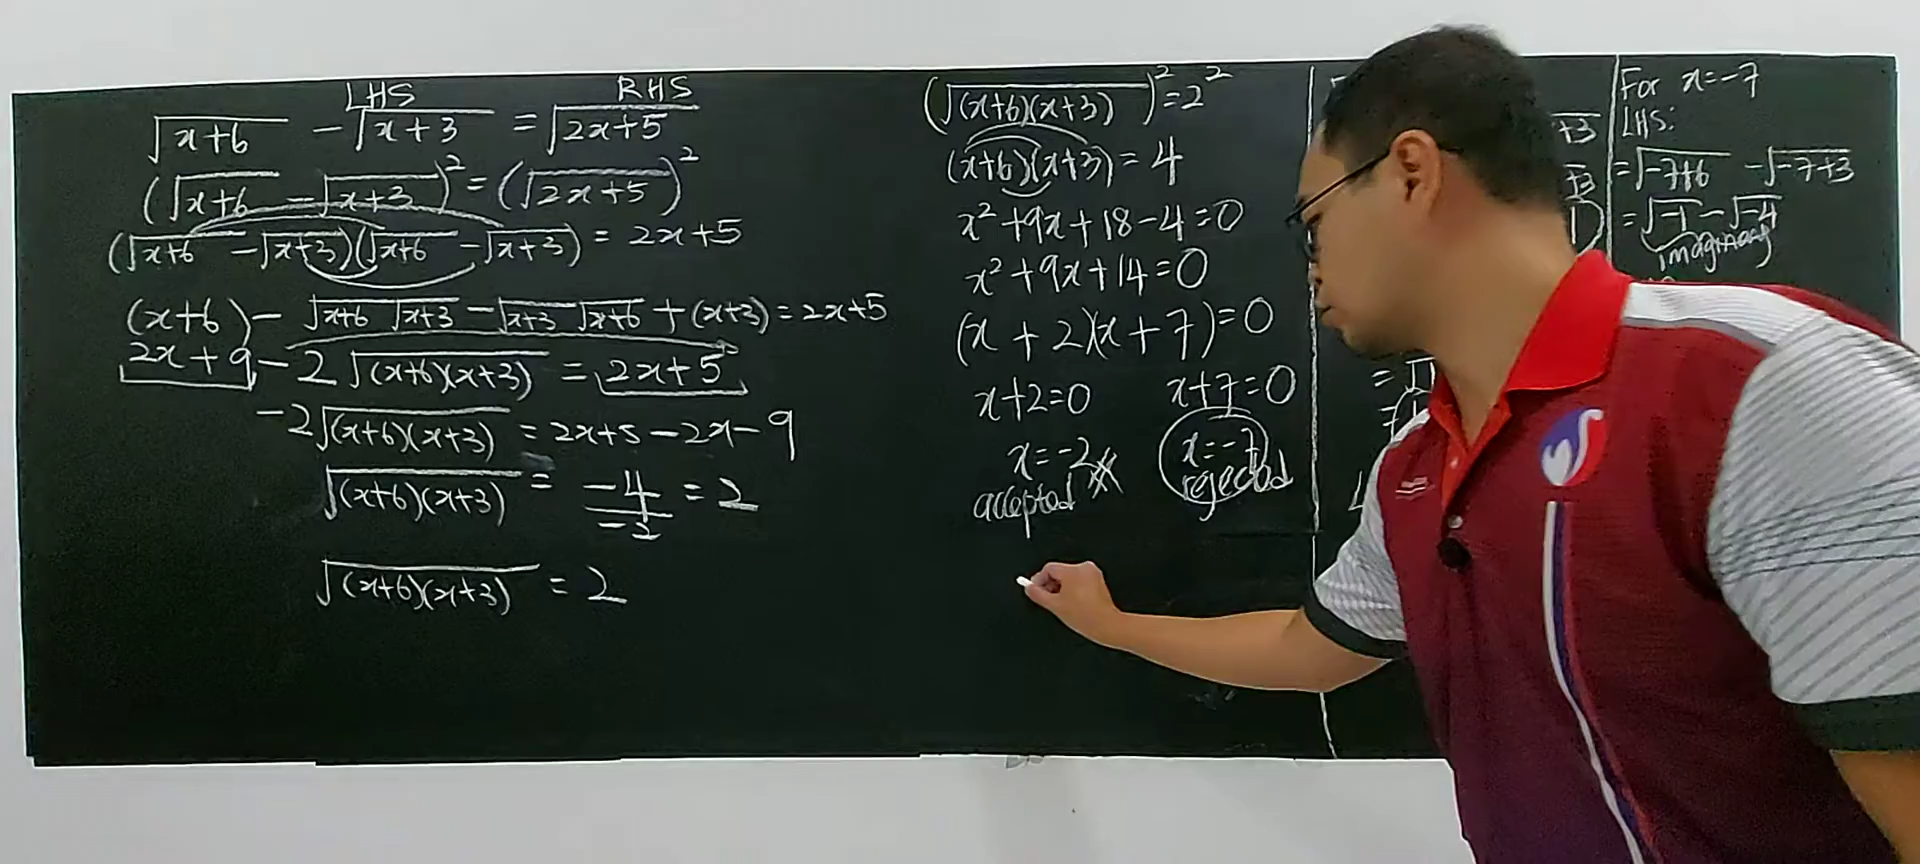 LHS RHS
√(x+6) − √(x+3) = √(2x+5)
(√(x+6) − √(x+3))² = (√(2x+5))²
(√(x+6) − √(x+3))(√(x+6) − √(x+3)) = 2x+5
(x+6) − √(x+6) √(x+3) − √(x+3) √(x+6) + (x+3) = 2x+5
2x+9 − 2√((x+6)(x+3)) = 2x+5
−2√((x+6)(x+3)) = 2x+5−2x−9
√((x+6)(x+3)) = −4/−2 = 2
√((x+6)(x+3)) = 2
(√((x+6)(x+3)))² = 2²
(x+6)(x+3) = 4
x²+9x+18−4=0
x²+9x+14=0
(x+2)(x+7)=0
x+2=0 x+7=0
x=−2 x=−7
accepted rejected
+3
+3
For x=−7
LHS:
=√(−7+6) − √(−7+3)
=√−1 − √−4
imaginary